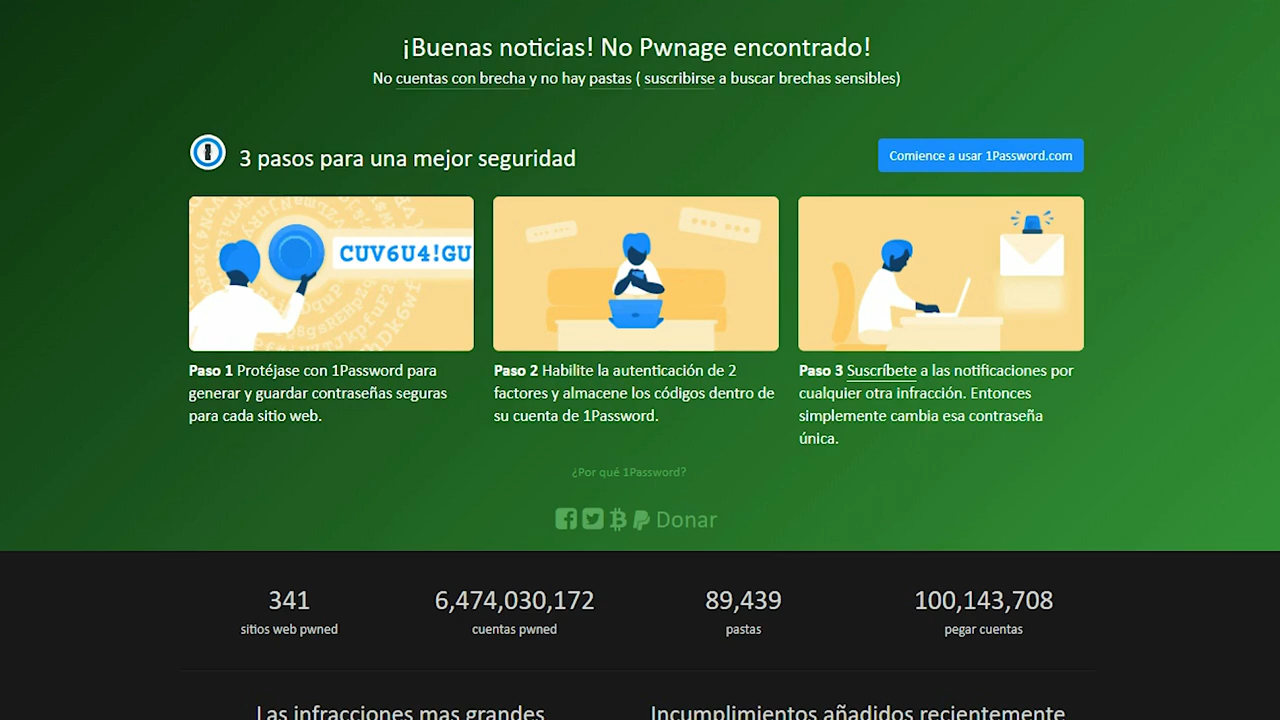 ¡Buenas noticias! No Pwnage encontrado!
No cuentas con brecha y no hay pastas ( suscribirse a buscar brechas sensibles)
3 pasos para una mejor seguridad
Comience a usar 1Password.com
CUV6U4!GU
Paso 1 Protéjase con 1Password para
generar y guardar contraseñas seguras
para cada sitio web.
Paso 2 Habilite la autenticación de 2
factores y almacene los códigos dentro de
su cuenta de 1Password.
Paso 3 Suscríbete a las notificaciones por
cualquier otra infracción. Entonces
simplemente cambia esa contraseña
única.
¿Por qué 1Password?
Donar
341
sitios web pwned
6,474,030,172
cuentas pwned
89,439
pastas
100,143,708
pegar cuentas
Las infracciones mas grandes
Incumplimientos añadidos recientemente